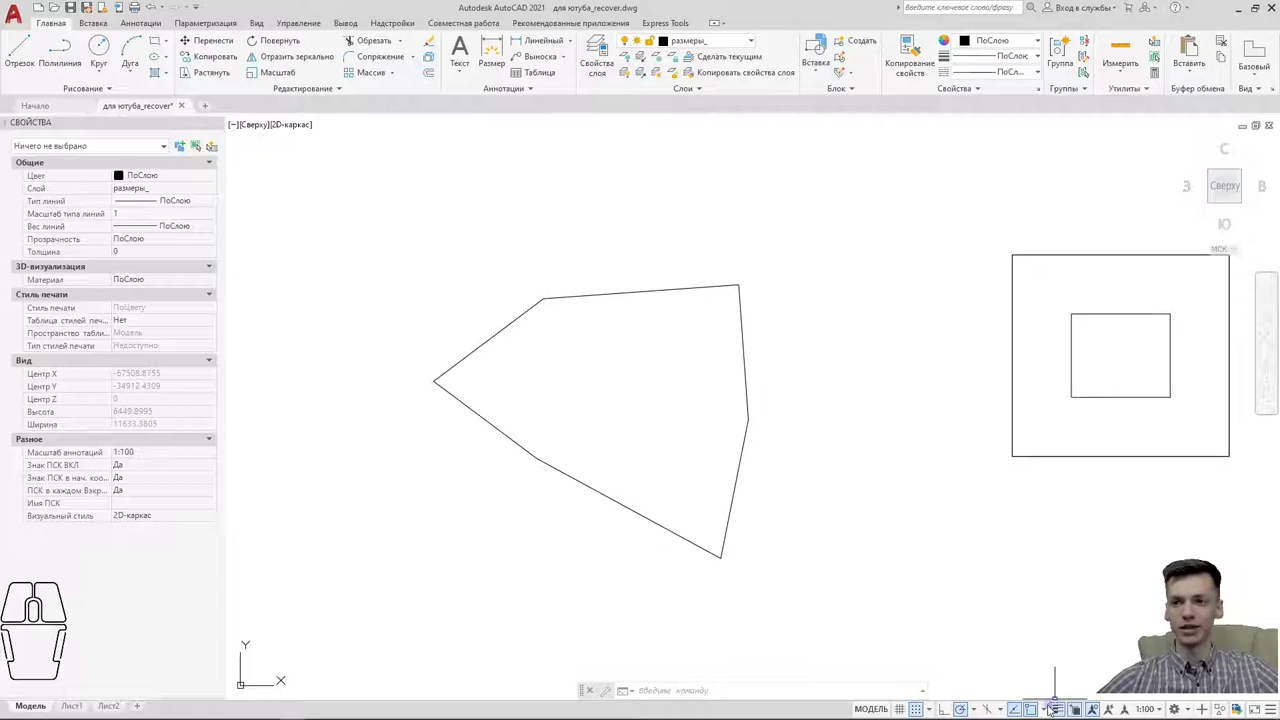 Autodesk AutoCAD 2021 для ютуба_recover.dwg
Введите ключевое слово/фразу
Вход в службы
Главная Вставка Аннотации Параметризация Вид Управление Вывод Надстройки Совместная работа Рекомендованные приложения Express Tools
Отрезок Полилиния Круг Дуга
Перенести Повернуть Обрезать
Копировать Отразить зеркально Сопряжение
Растянуть Масштаб Массив
Текст Размер
Линейный
Выноска
Таблица
Свойства слоя
размеры_
Сделать текущим
Копировать свойства слоя
Вставка
Создать
Копирование свойств
ПоСлою
ПоСлою
ПоСл...
Группа Измерить Вставить Базовый
Рисование Редактирование Аннотации Слои Блок Свойства Группы Утилиты Буфер обмена Вид
Начало для ютуба_recover*
СВОЙСТВА
[−][Сверху][2D-каркас]
Ничего не выбрано
Общие
Цвет ПоСлою
Слой размеры_
Тип линий ПоСлою
Масштаб типа линий 1
Вес линий ПоСлою
Прозрачность ПоСлою
Толщина 0
3D-визуализация
Материал ПоСлою
Стиль печати
Стиль печати ПоЦвету
Таблица стилей печ... Нет
Пространство табли... Модель
Тип стилей печати Недоступно
Вид
Центр X -67508.8755
Центр Y -34912.4309
Центр Z 0
Высота 6449.8995
Ширина 11633.3805
Разное
Масштаб аннотаций 1:100
Знак ПСК ВКЛ Да
Знак ПСК в нач. коо... Да
ПСК в каждом Вэкр... Да
Имя ПСК
Визуальный стиль 2D-каркас
С
З Сверху В
Ю
МСК
Y
X
Введите команду
Модель Лист1 Лист2
МОДЕЛЬ
1:100